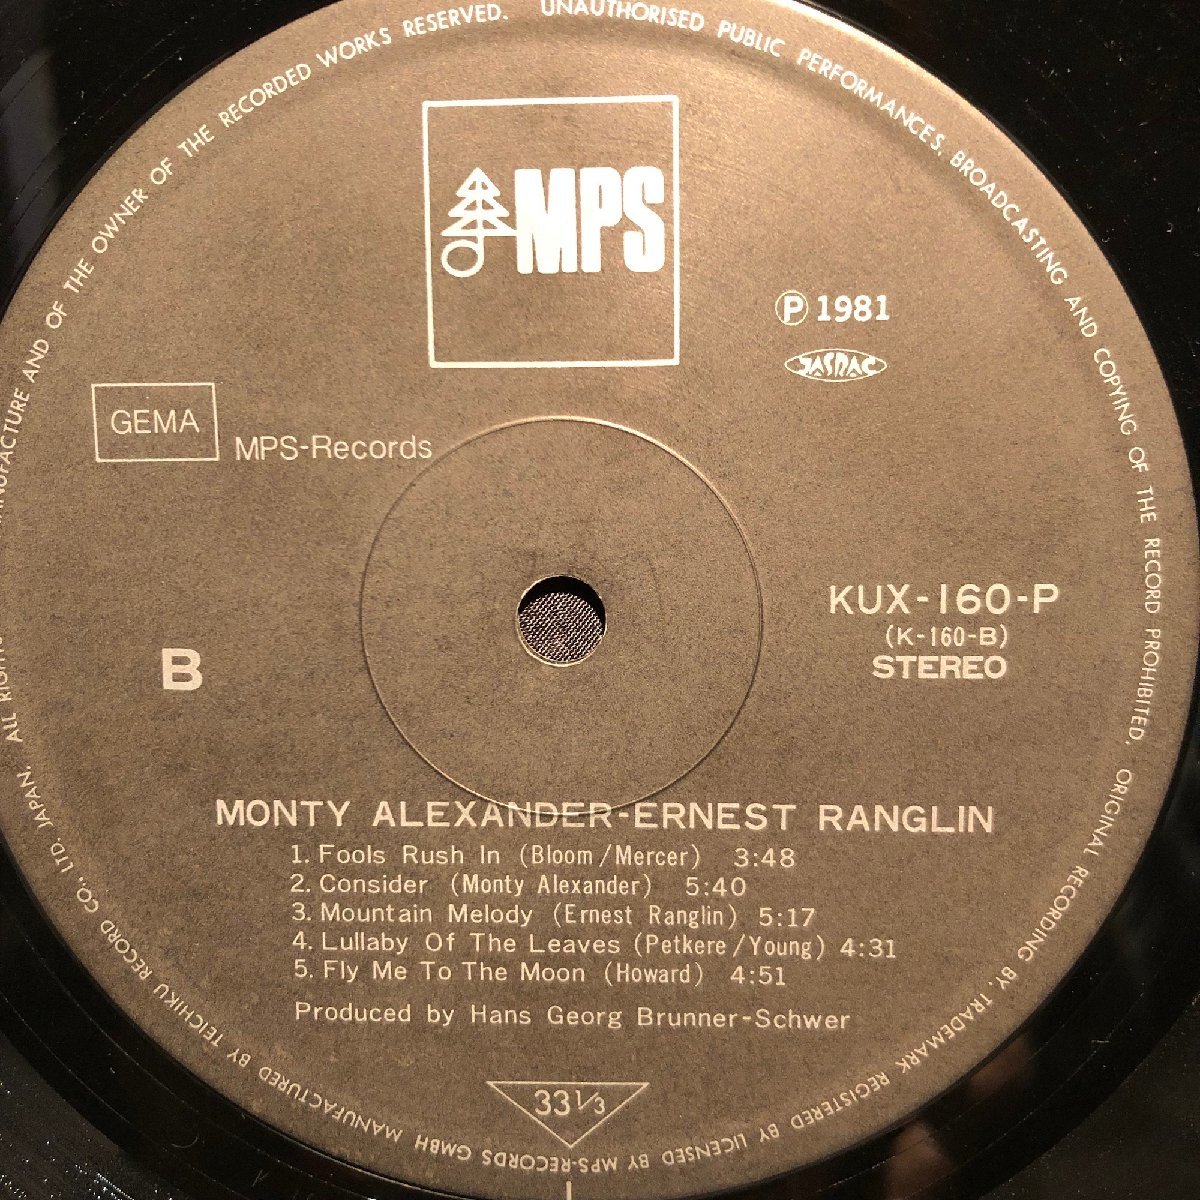 MANUFACTURE AND OF THE OWNER OF THE RECORDED WORKS RESERVED. UNAUTHORISED PUBLIC PERFORMANCES, BROADCASTING AND COPYING OF THE RECORD PROHIBITED. ORIGINAL RECORDING BY, TRADEMARK REGISTERED BY LICENSED BY MPS-RECORDS GMBH MANUFACTURED BY TEICHIKU RECORD CO., LTD. JAPAN. ALL RIGHTS
MPS
Ⓟ 1981
JASRAC
GEMA
MPS-Records
KUX-160-P
(K-160-B)
STEREO
B
MONTY ALEXANDER-ERNEST RANGLIN
1. Fools Rush In (Bloom/Mercer) 3:48
2. Consider (Monty Alexander) 5:40
3. Mountain Melody (Ernest Ranglin) 5:17
4. Lullaby Of The Leaves (Petkere/Young) 4:31
5. Fly Me To The Moon (Howard) 4:51
Produced by Hans Georg Brunner-Schwer
33 1/3